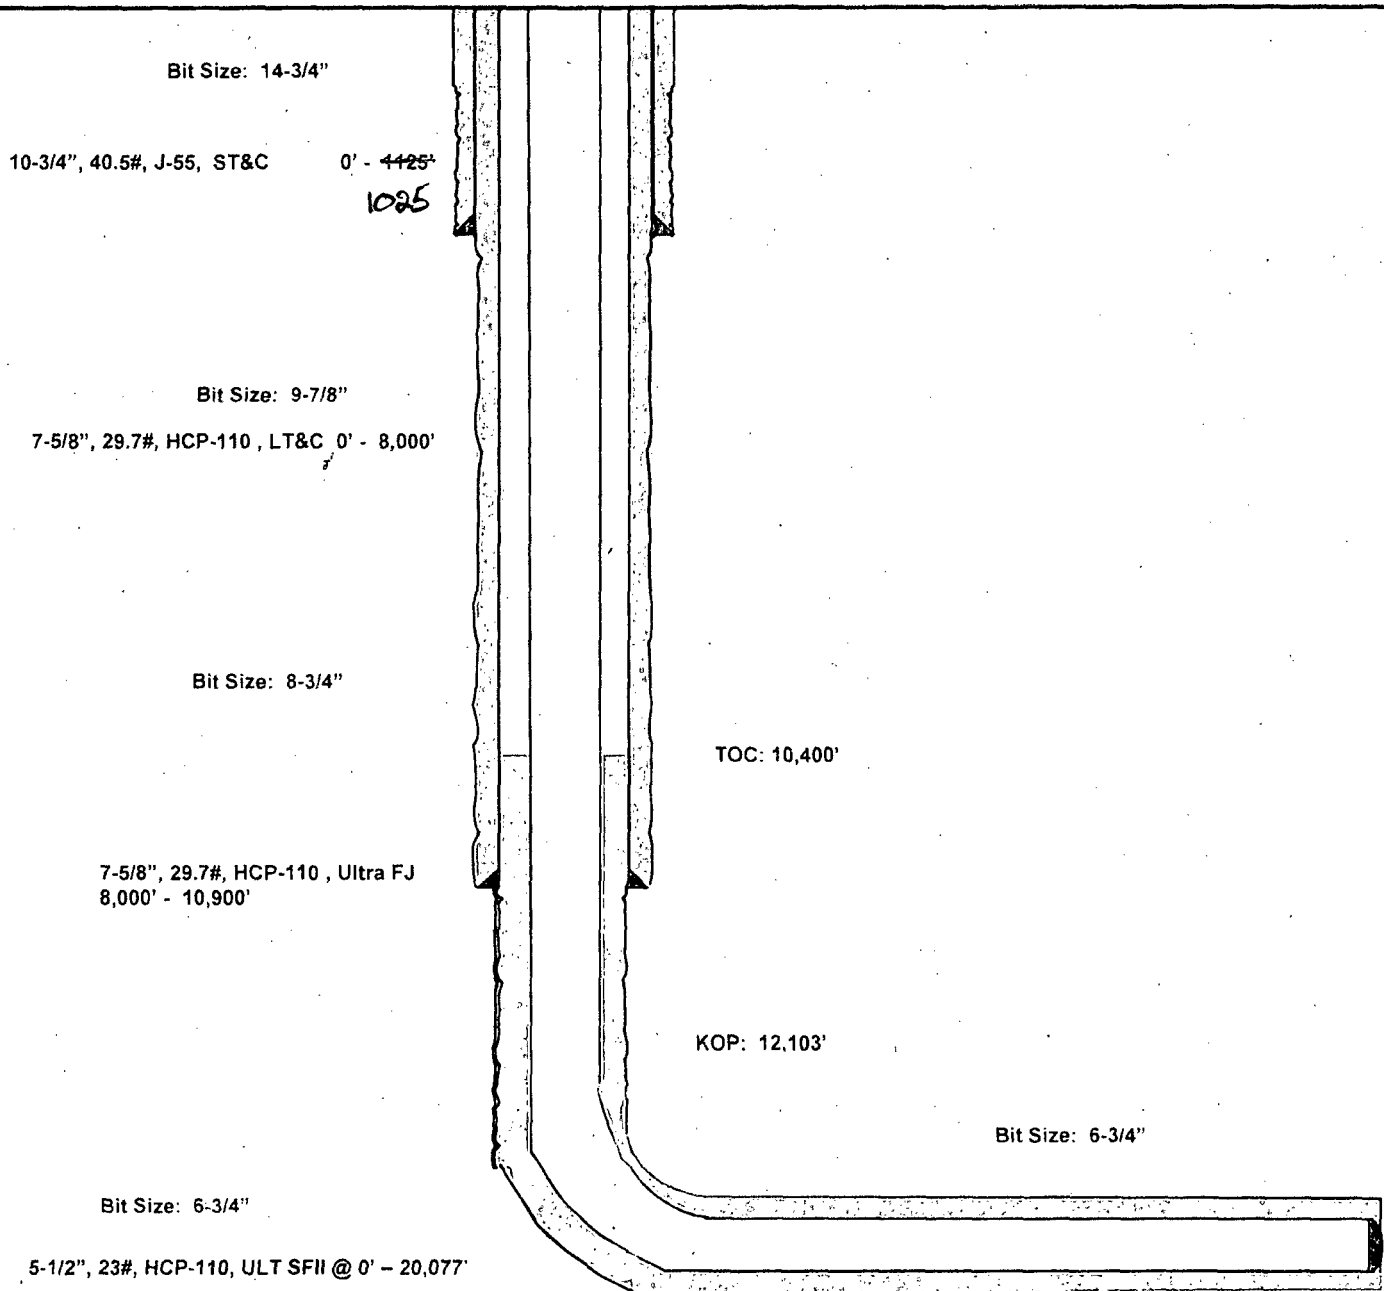 Bit Size: 14-3/4"
10-3/4", 40.5#, J-55, ST&C 0' - 1125'
1025
Bit Size: 9-7/8"
7-5/8", 29.7#, HCP-110 , LT&C 0' - 8,000'
Bit Size: 8-3/4"
TOC: 10,400'
7-5/8", 29.7#, HCP-110 , Ultra FJ
8,000' - 10,900'
KOP: 12,103'
Bit Size: 6-3/4"
Bit Size: 6-3/4"
5-1/2", 23#, HCP-110, ULT SFII @ 0' – 20,077'